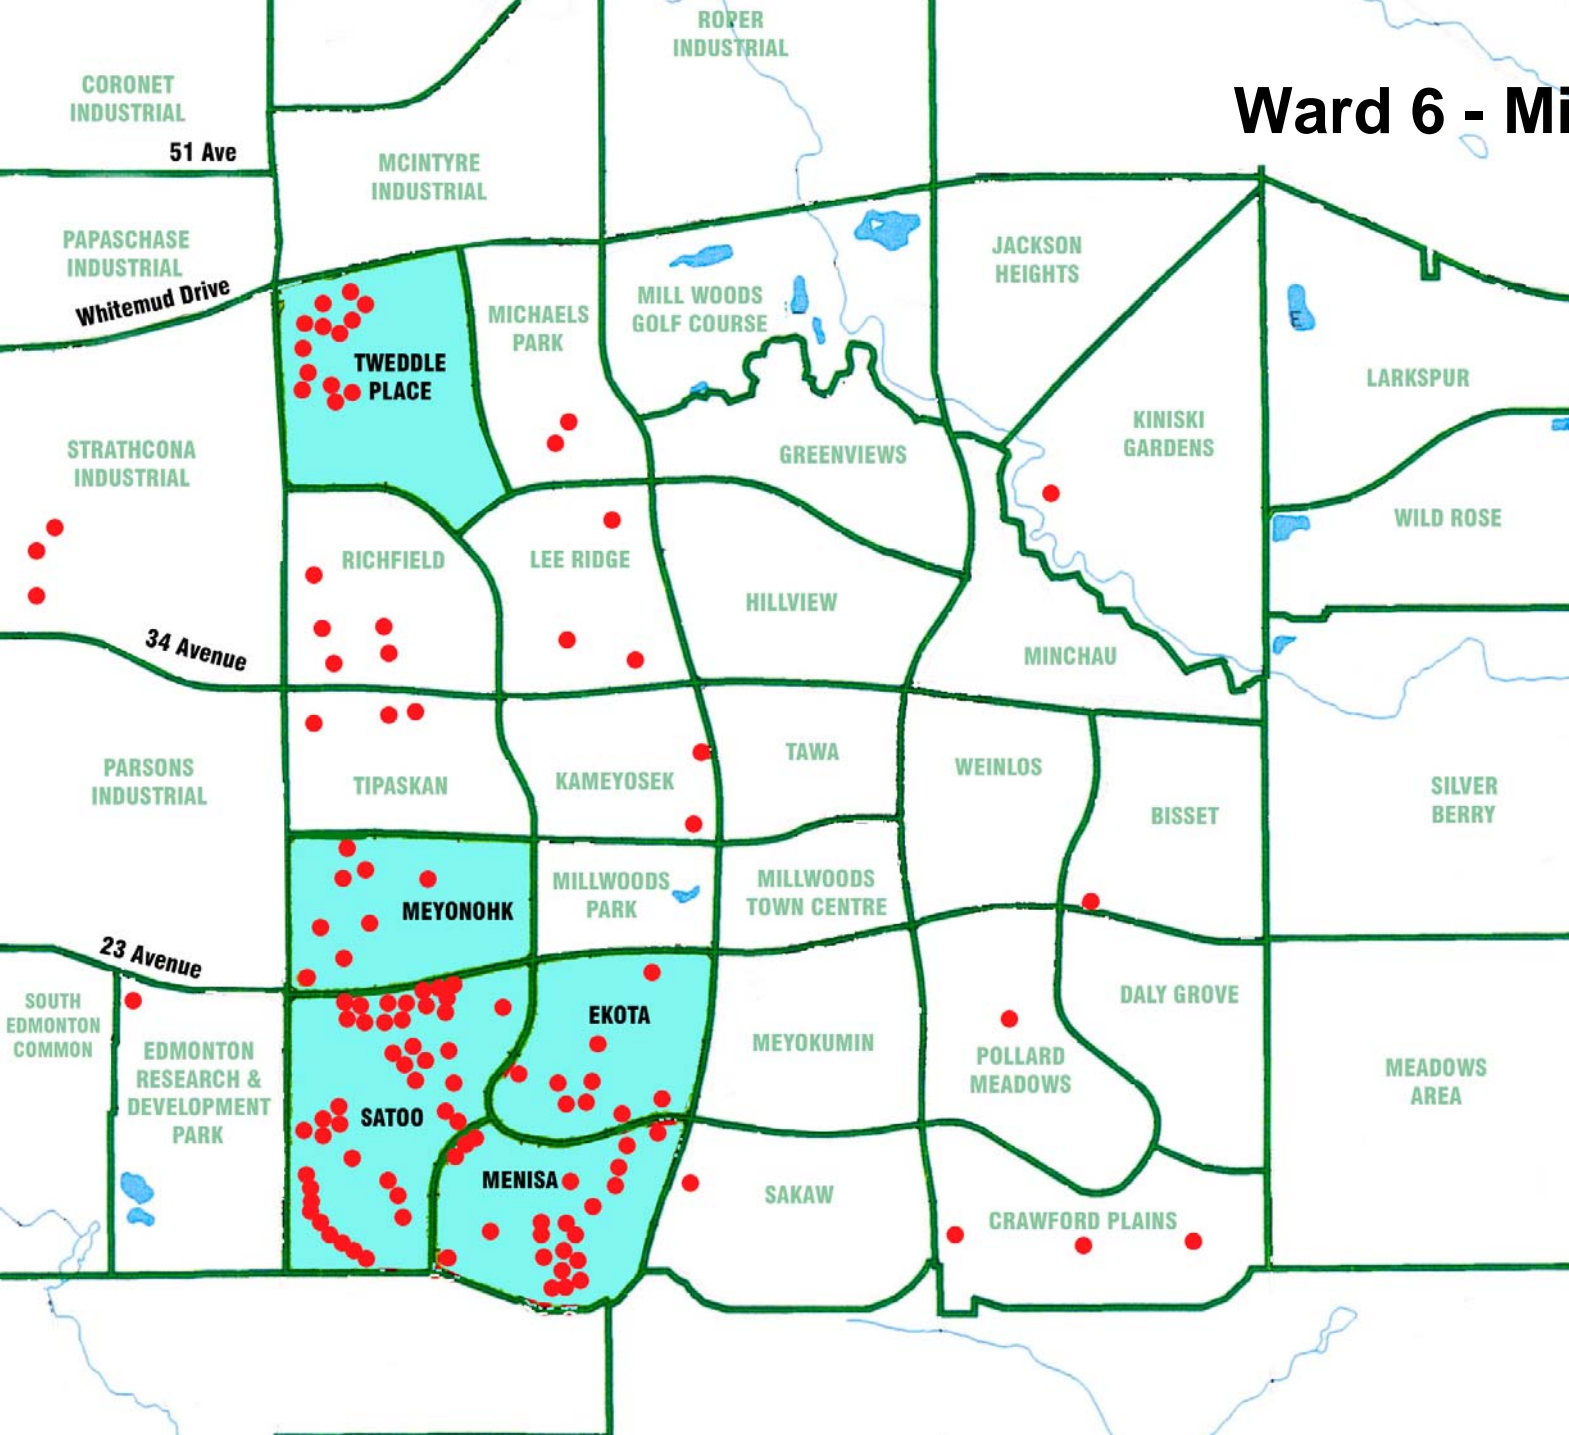 ROPER
INDUSTRIAL
CORONET
INDUSTRIAL
Ward 6 - Mi
51 Ave
MCINTYRE
INDUSTRIAL
PAPASCHASE
INDUSTRIAL
JACKSON
HEIGHTS
Whitemud Drive
MILL WOODS
GOLF COURSE
MICHAELS
PARK
E
TWEDDLE
PLACE
LARKSPUR
KINISKI
GARDENS
STRATHCONA
INDUSTRIAL
GREENVIEWS
WILD ROSE
RICHFIELD
LEE RIDGE
HILLVIEW
34 Avenue
MINCHAU
PARSONS
INDUSTRIAL
TIPASKAN
KAMEYOSEK
TAWA
WEINLOS
BISSET
SILVER
BERRY
MEYONOHK
MILLWOODS
PARK
MILLWOODS
TOWN CENTRE
23 Avenue
SOUTH
EDMONTON
COMMON
EDMONTON
RESEARCH &
DEVELOPMENT
PARK
EKOTA
MEYOKUMIN
DALY GROVE
POLLARD
MEADOWS
MEADOWS
AREA
SATOO
MENISA
SAKAW
CRAWFORD PLAINS